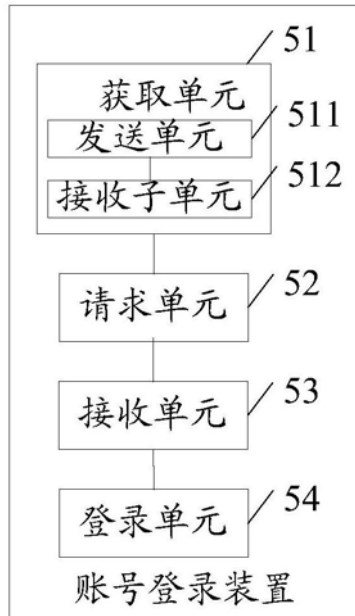 51
获取单元
发送单元
511
接收子单元
512
请求单元
52
接收单元
53
登录单元
54
账号登录装置